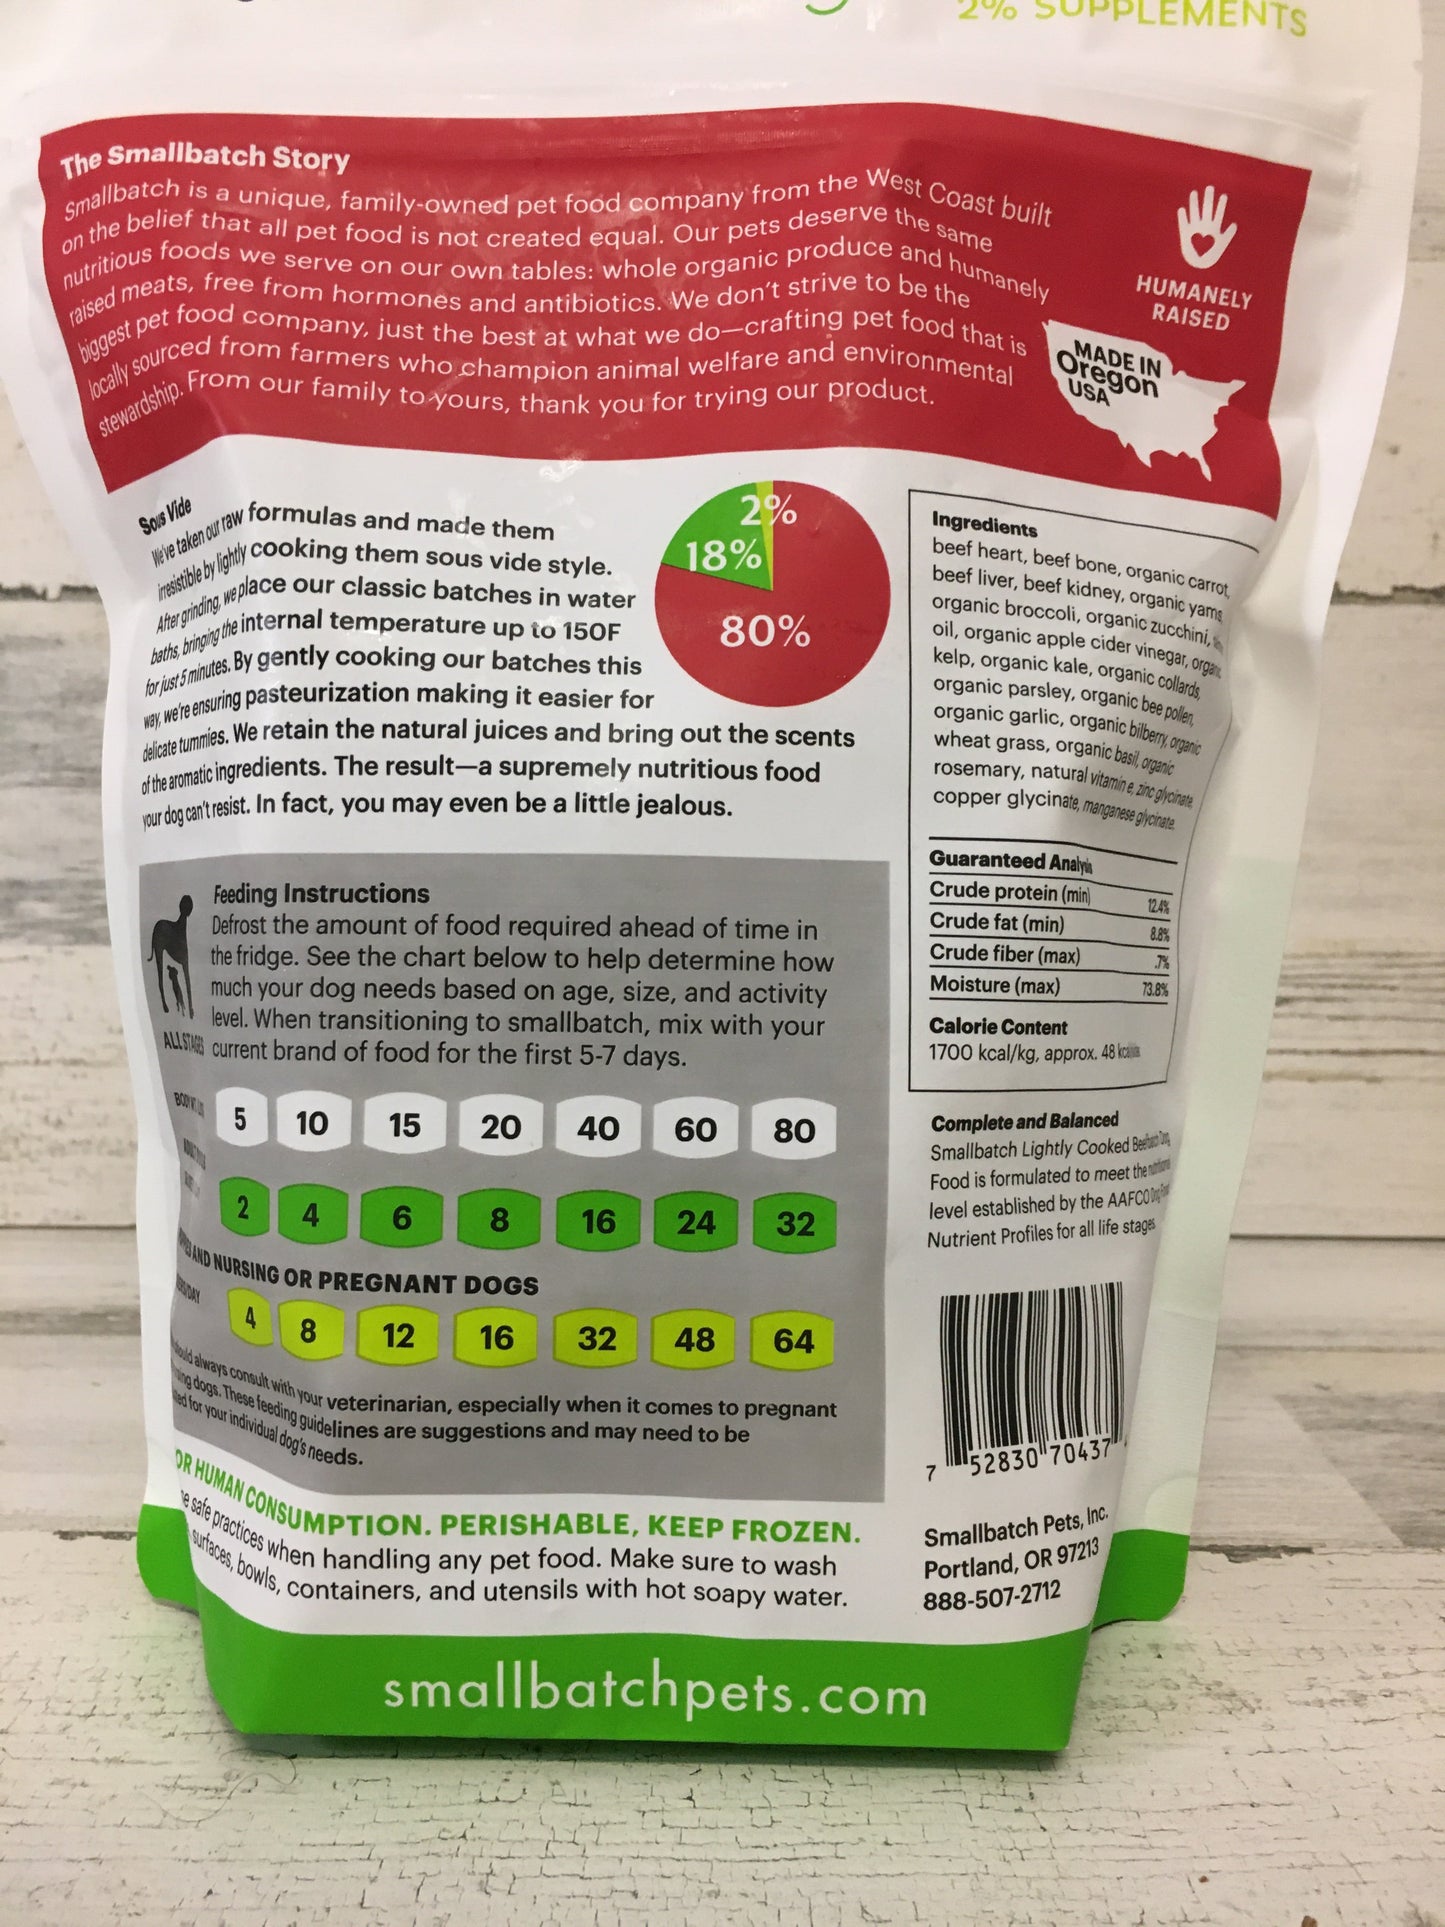 2% SUPPLEMENTS
The Smallbatch Story
Smallbatch is a unique, family-owned pet food company from the West Coast built
on the belief that all pet food is not created equal. Our pets deserve the same
nutritious foods we serve on our own tables: whole organic produce and humanely
raised meats, free from hormones and antibiotics. We don't strive to be the
biggest pet food company, just the best at what we do—crafting pet food that is
locally sourced from farmers who champion animal welfare and environmental
stewardship. From our family to yours, thank you for trying our product.
HUMANELY
RAISED
MADE IN
Oregon
USA
Sous Vide
We've taken our raw formulas and made them
irresistible by lightly cooking them sous vide style.
After grinding, we place our classic batches in water
baths, bringing the internal temperature up to 150F
for just 5 minutes. By gently cooking our batches this
way, we're ensuring pasteurization making it easier for
delicate tummies. We retain the natural juices and bring out the scents
of the aromatic ingredients. The result—a supremely nutritious food
your dog can't resist. In fact, you may even be a little jealous.
2%
18%
80%
Ingredients
beef heart, beef bone, organic carrot,
beef liver, beef kidney, organic yams,
organic broccoli, organic zucchini,
oil, organic apple cider vinegar, organic
kelp, organic kale, organic collards,
organic parsley, organic bee pollen,
organic garlic, organic bilberry, organic
wheat grass, organic basil, organic
rosemary, natural vitamin e, zinc glycinate,
copper glycinate, manganese glycinate.
Guaranteed Analysis
Crude protein (min) 12.4%
Crude fat (min) 8.8%
Crude fiber (max) .7%
Moisture (max) 73.8%
Calorie Content
1700 kcal/kg, approx. 48
Complete and Balanced
Smallbatch Lightly Cooked
Food is formulated to meet the nutritional
level established by the AAFCO Dog Food
Nutrient Profiles for all life stages
Feeding Instructions
Defrost the amount of food required ahead of time in
the fridge. See the chart below to help determine how
much your dog needs based on age, size, and activity
level. When transitioning to smallbatch, mix with your
current brand of food for the first 5-7 days.
ALL STAGES
BODY WT.
5 10 15 20 40 60 80
2 4 6 8 16 24 32
AND NURSING OR PREGNANT DOGS
4 8 12 16 32 48 64
should always consult with your veterinarian, especially when it comes to pregnant
dogs. These feeding guidelines are suggestions and may need to be
for your individual dog's needs.
OR HUMAN CONSUMPTION. PERISHABLE, KEEP FROZEN.
safe practices when handling any pet food. Make sure to wash
surfaces, bowls, containers, and utensils with hot soapy water.
7 52830 70437
Smallbatch Pets, Inc.
Portland, OR 97213
888-507-2712
smallbatchpets.com